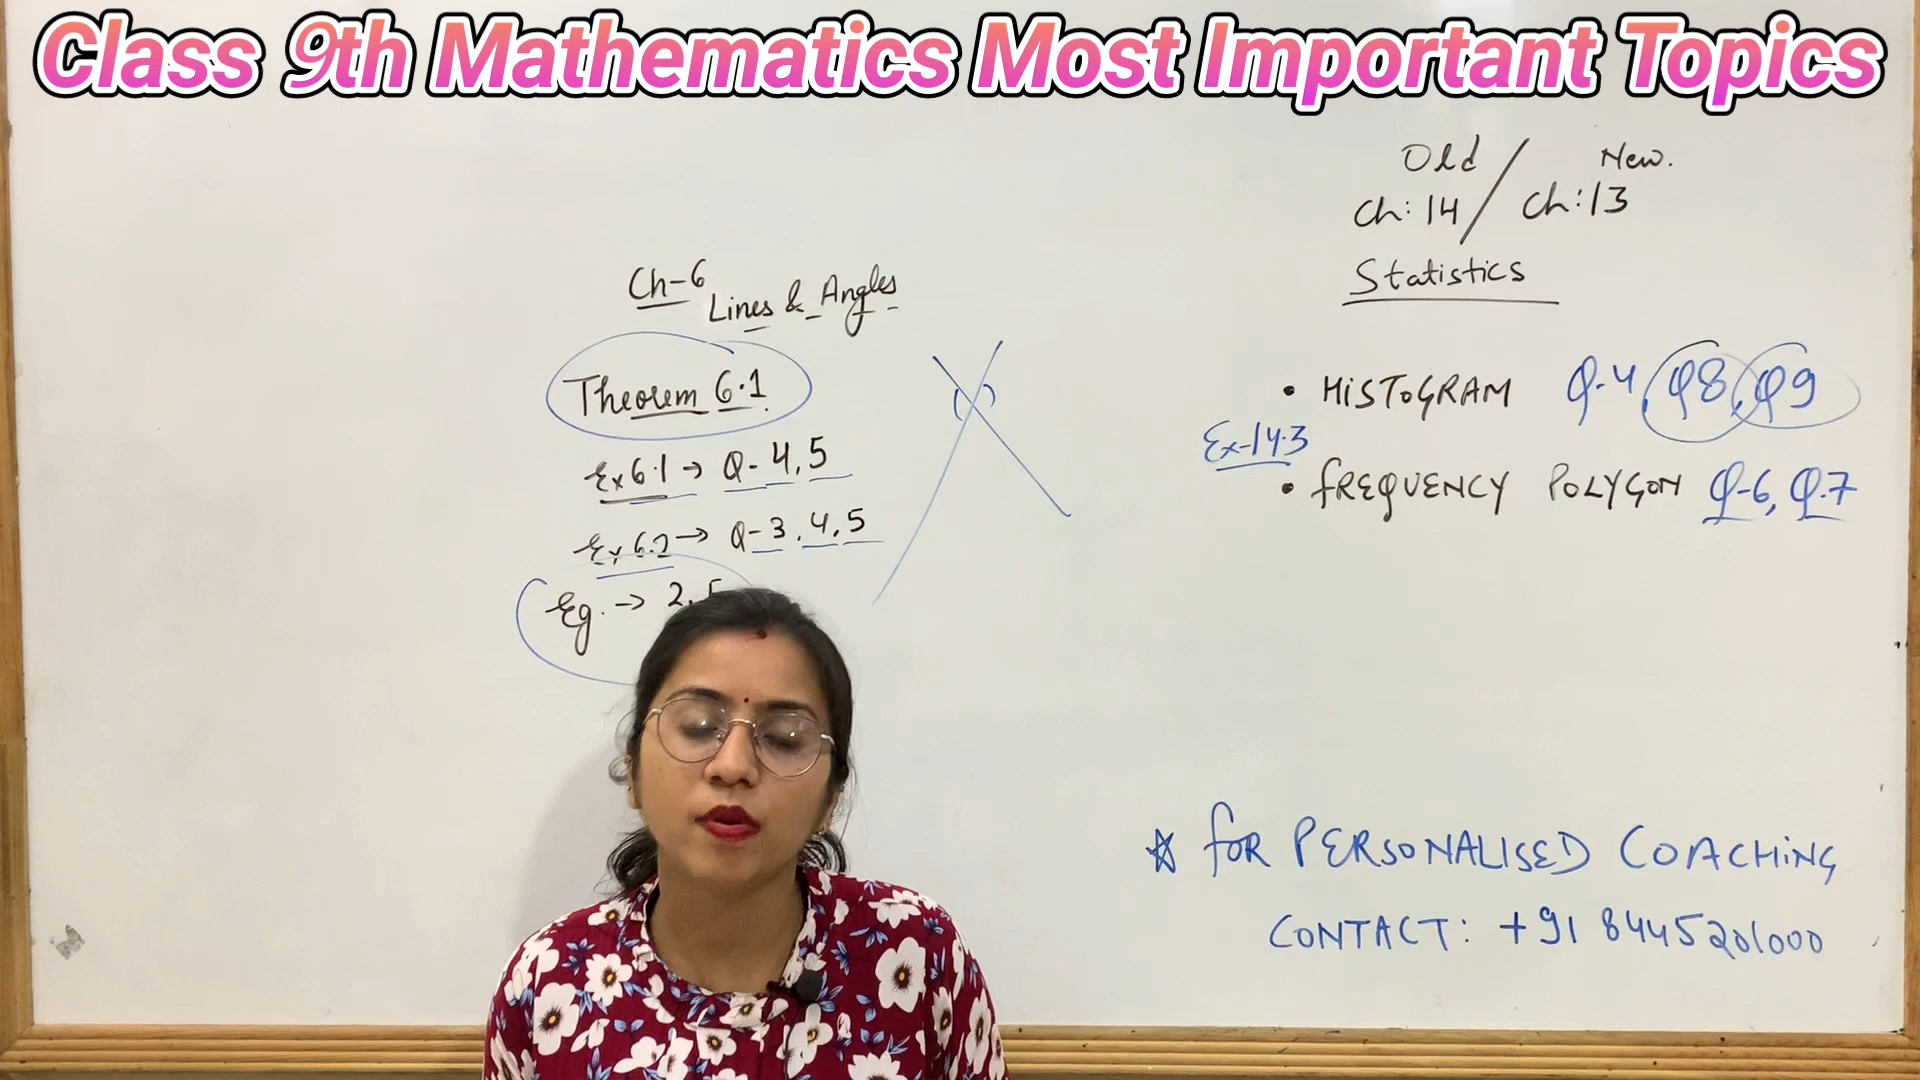 Class 9th Mathematics Most Important Topics
Ch-6
Lines & Angles
Theorem 6.1
Ex 6.1 → Q- 4, 5
Ex 6.2 → Q- 3, 4, 5
Eg. → 2,
Old / New.
Ch: 14 / Ch: 13
Statistics
• HISTOGRAM Q-4, Q8, Q9
Ex-14.3
• FREQUENCY POLYGON Q-6, Q.7
☆ FOR PERSONALISED COACHING
CONTACT: +91 8445201000